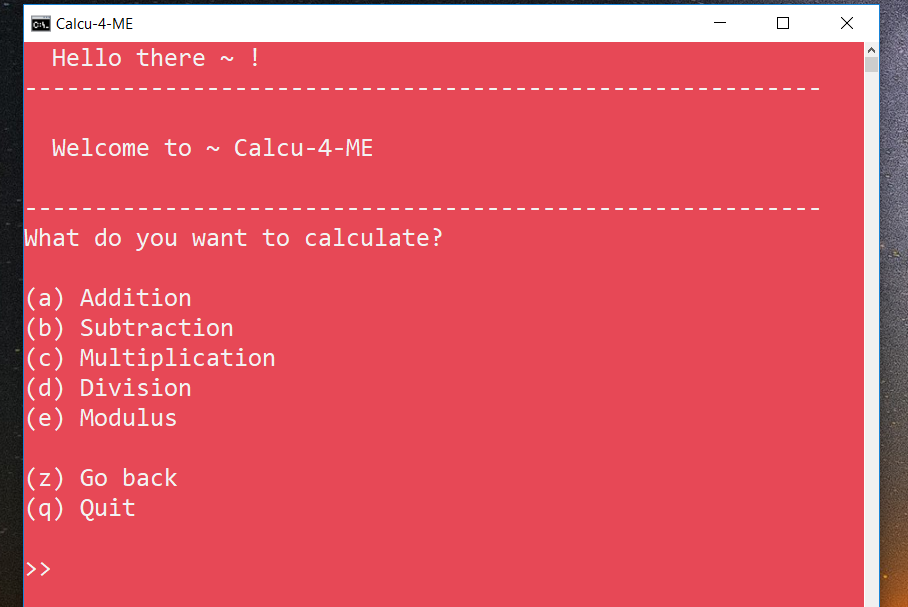 Calcu-4-ME
Hello there ~ !
---------------------------------------------------------
Welcome to ~ Calcu-4-ME
---------------------------------------------------------
What do you want to calculate?
(a) Addition
(b) Subtraction
(c) Multiplication
(d) Division
(e) Modulus
(z) Go back
(q) Quit
>>